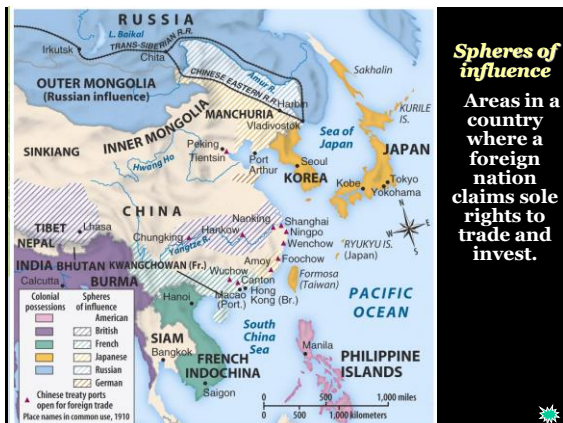 RUSSIA
L. Baikal
Irkutsk
TRANS-SIBERIAN R.R.
Chita
Sakhalin
Amur R.
OUTER MONGOLIA
(Russian influence)
CHINESE EASTERN R.R.
Harbin
KURILE
IS.
MANCHURIA
INNER MONGOLIA
Vladivostok
Sea of
Japan
SINKIANG
Peking
Tientsin
Port
Arthur
Seoul
JAPAN
Hwang Ho
KOREA
Kobe
Tokyo
Yokohama
CHINA
Nanking
Shanghai
TIBET
Lhasa
Hankow
Ningpo
N
W
E
S
Chungking
Yangtze R.
Wenchow
RYUKYU IS.
(Japan)
NEPAL
Amoy
Foochow
INDIA
BHUTAN
KWANGCHOWAN (Fr.)
Wuchow
Canton
Formosa
(Taiwan)
Calcutta
BURMA
Hanoi
Macao
(Port.)
Hong
Kong (Br.)
PACIFIC
OCEAN
South
China
Sea
SIAM
Bangkok
FRENCH
INDOCHINA
Saigon
Manila
PHILIPPINE
ISLANDS
Colonial
possessions
Spheres
of influence
American
British
French
Japanese
Russian
German
Chinese treaty ports
open for foreign trade
Place names in common use, 1910
0 500 1,000 miles
0 500 1,000 kilometers
Spheres of
influence
Areas in a
country
where a
foreign
nation
claims sole
rights to
trade and
invest.